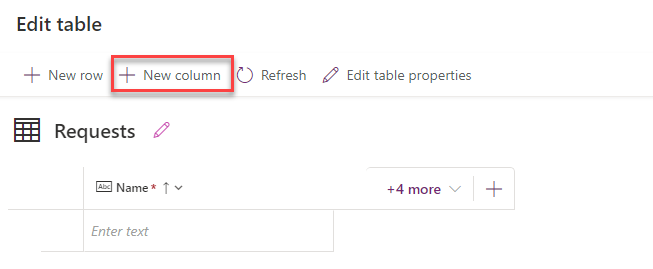 Edit table
New row New column Refresh Edit table properties
Requests
Abc Name * +4 more
Enter text